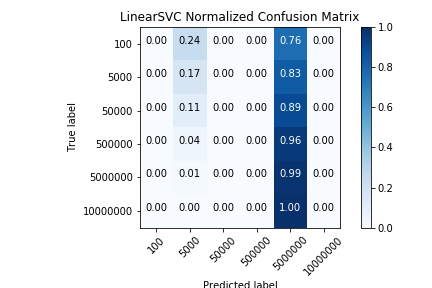 LinearSVC Normalized Confusion Matrix
100 0.00 0.24 0.00 0.00 0.76 0.00
5000 0.00 0.17 0.00 0.00 0.83 0.00
50000 0.00 0.11 0.00 0.00 0.89 0.00
500000 0.00 0.04 0.00 0.00 0.96 0.00
5000000 0.00 0.01 0.00 0.00 0.99 0.00
10000000 0.00 0.00 0.00 0.00 1.00 0.00
True label
100 5000 50000 500000 5000000 10000000
Predicted label
1.0
0.8
0.6
0.4
0.2
0.0